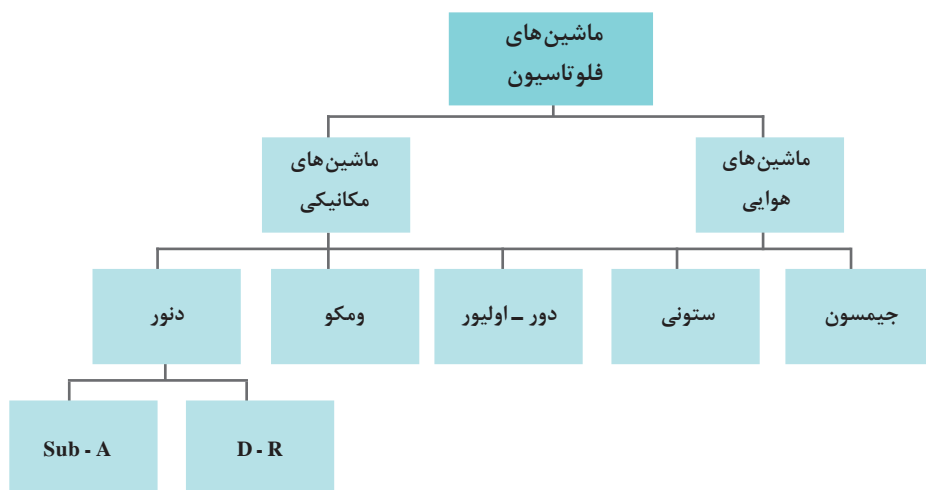 ماشین‌های
فلوتاسیون
ماشین‌های
هوایی
ماشین‌های
مکانیکی
جیمسون
ستونی
دور ـ اولیور
ومکو
دنور
D - R
Sub - A